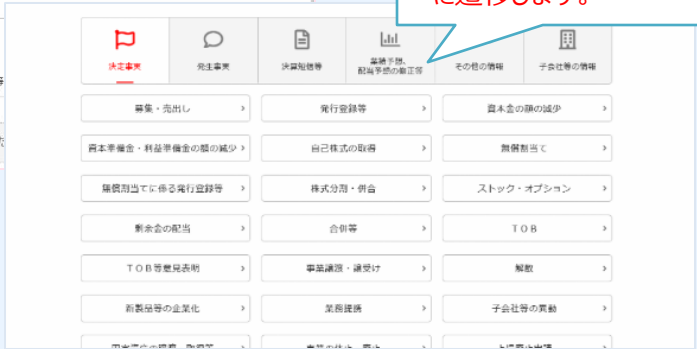 に遷移します。
決定事実
発生事実
決算短信等
業績予想、
配当予想の修正等
その他の情報
子会社等の情報
募集・売出し
発行登録等
資本金の額の減少
資本準備金・利益準備金の額の減少
自己株式の取得
無償割当て
無償割当てに係る発行登録等
株式分割・併合
ストック・オプション
剰余金の配当
合併等
TOB
TOB等意見表明
事業譲渡・譲受け
解散
新製品等の企業化
業務提携
子会社等の異動